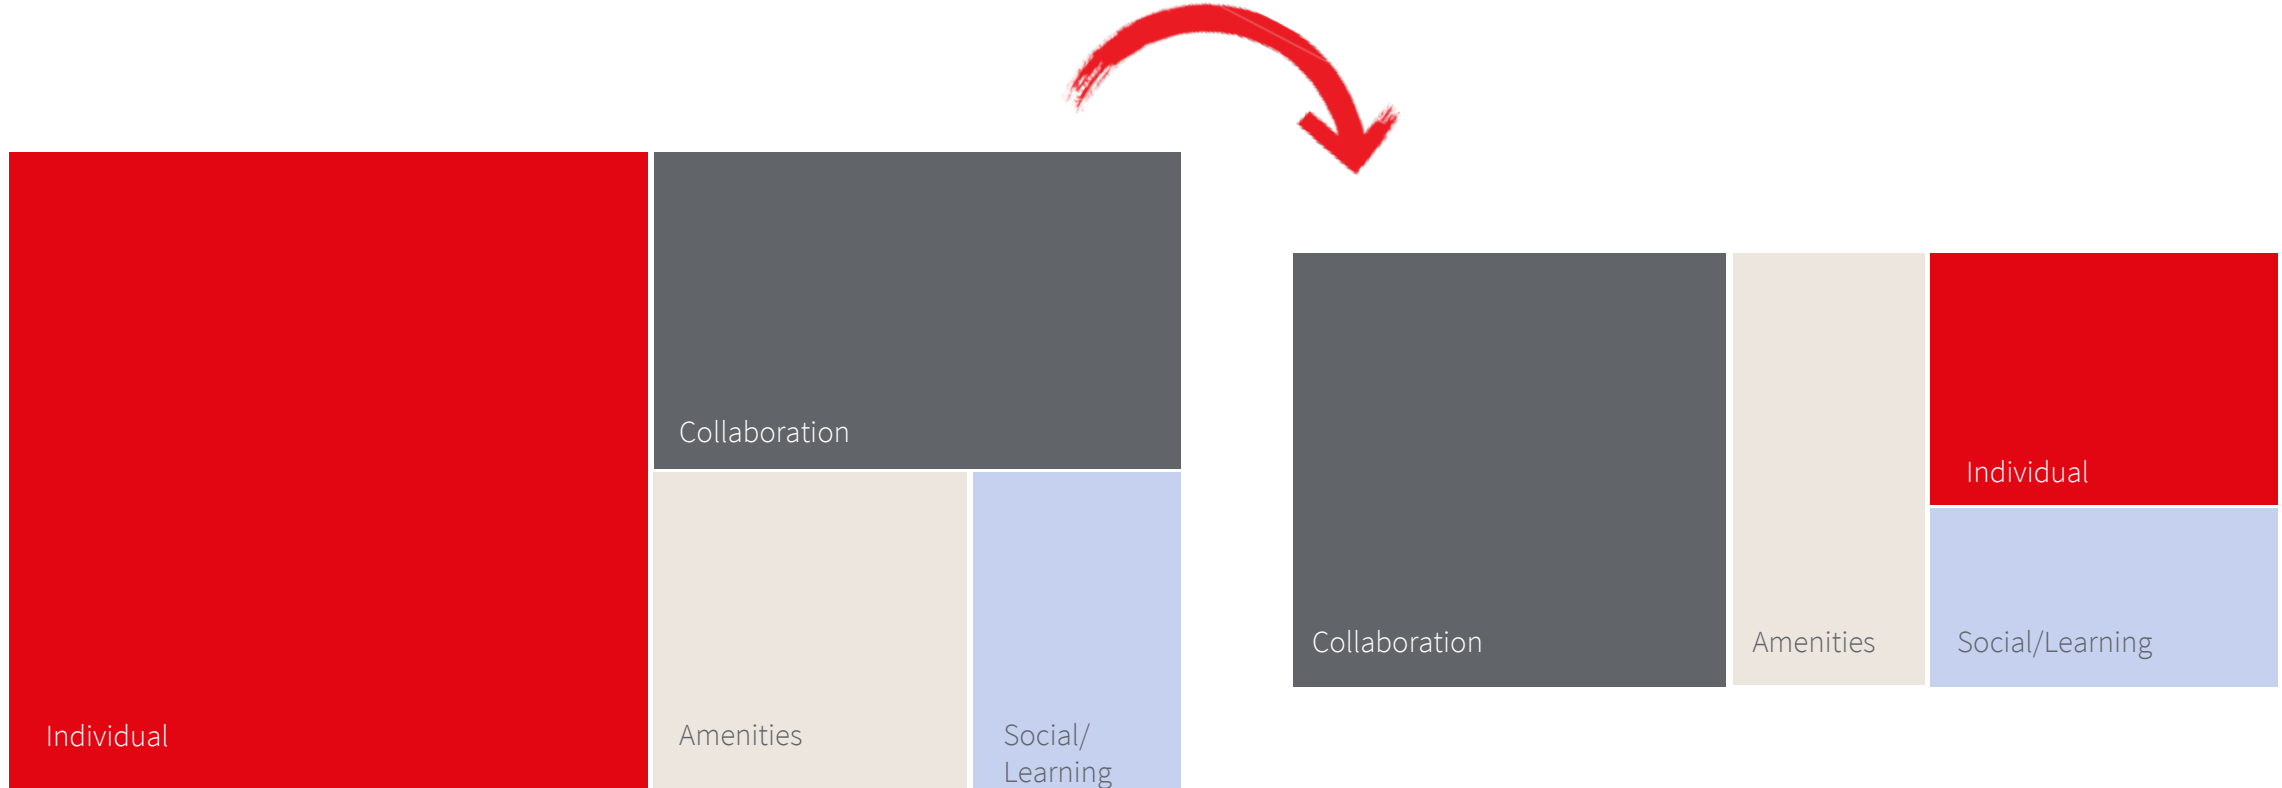 Collaboration
Individual
Amenities
Social/
Learning
Collaboration
Amenities
Individual
Social/Learning